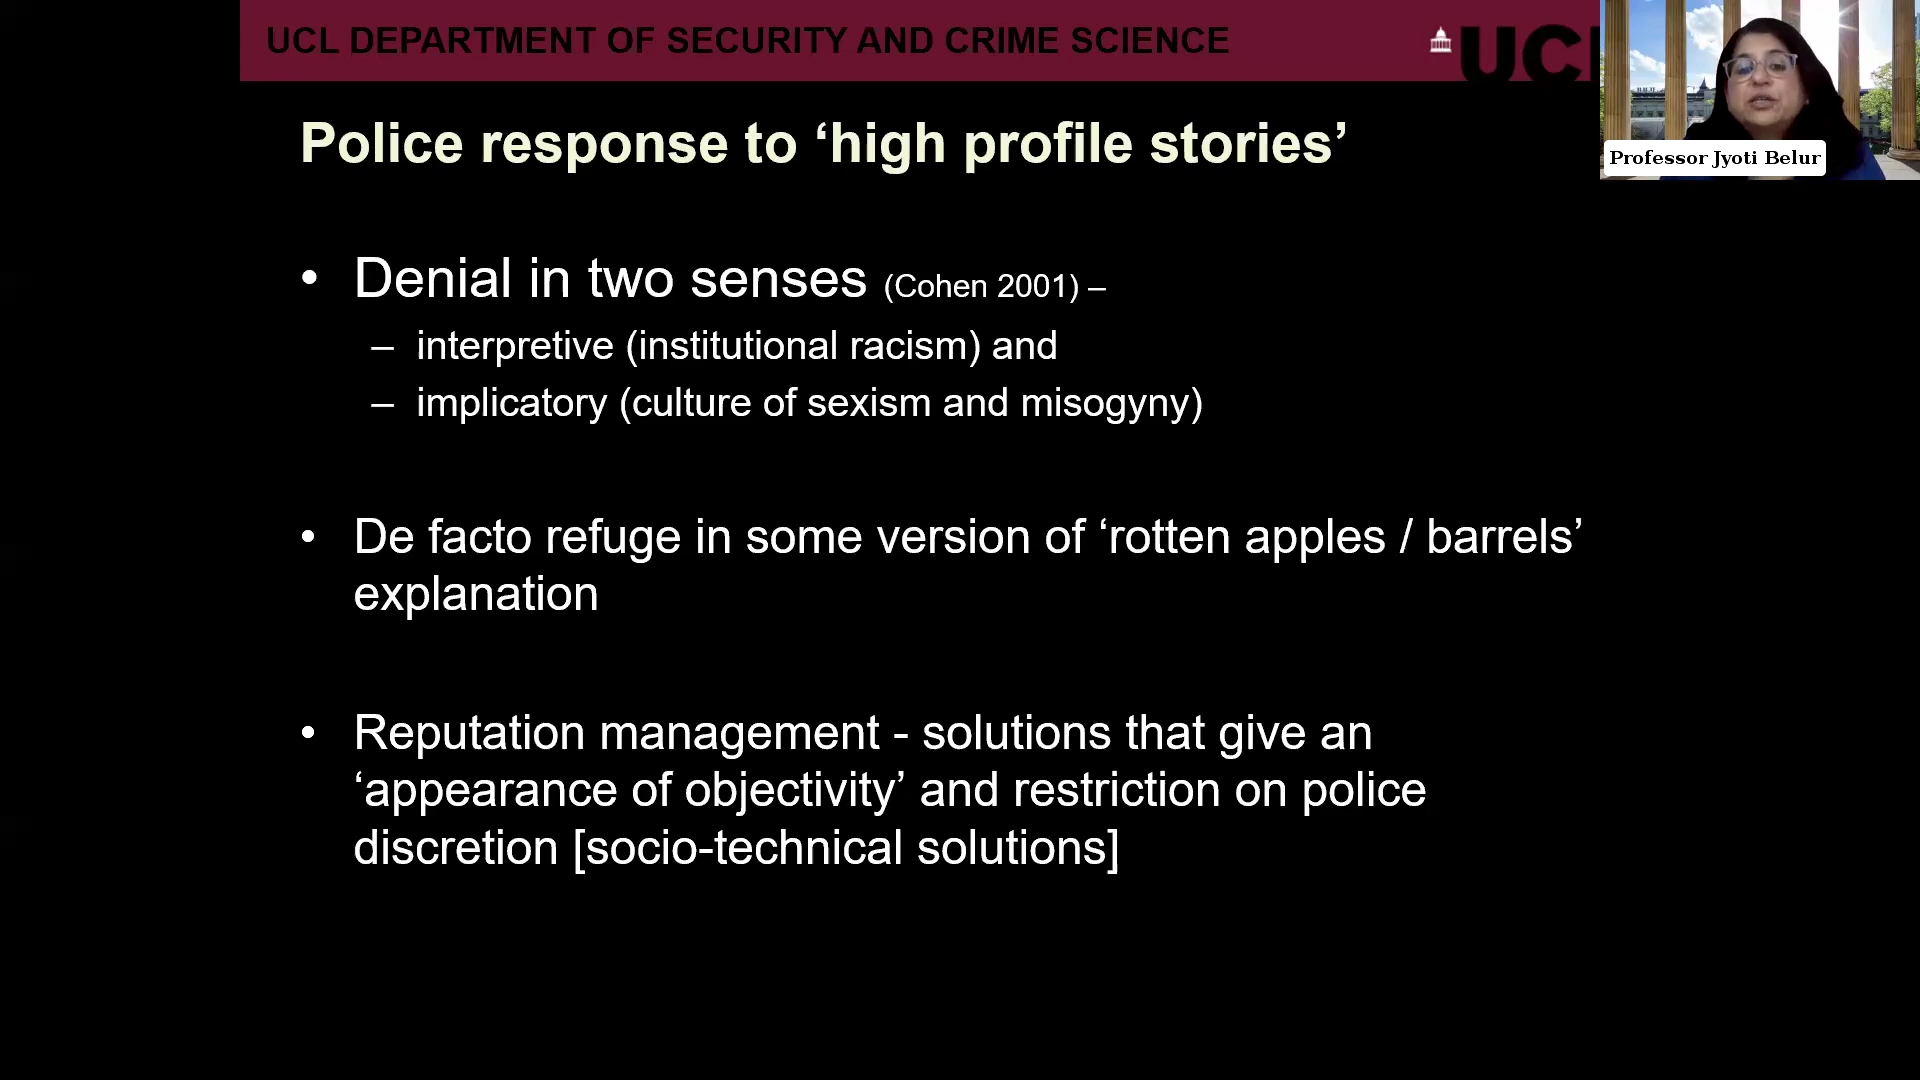 UCL DEPARTMENT OF SECURITY AND CRIME SCIENCE
UCL
Professor Jyoti Belur
Police response to ‘high profile stories’
• Denial in two senses (Cohen 2001) –
– interpretive (institutional racism) and
– implicatory (culture of sexism and misogyny)
• De facto refuge in some version of ‘rotten apples / barrels’
explanation
• Reputation management - solutions that give an
‘appearance of objectivity’ and restriction on police
discretion [socio-technical solutions]